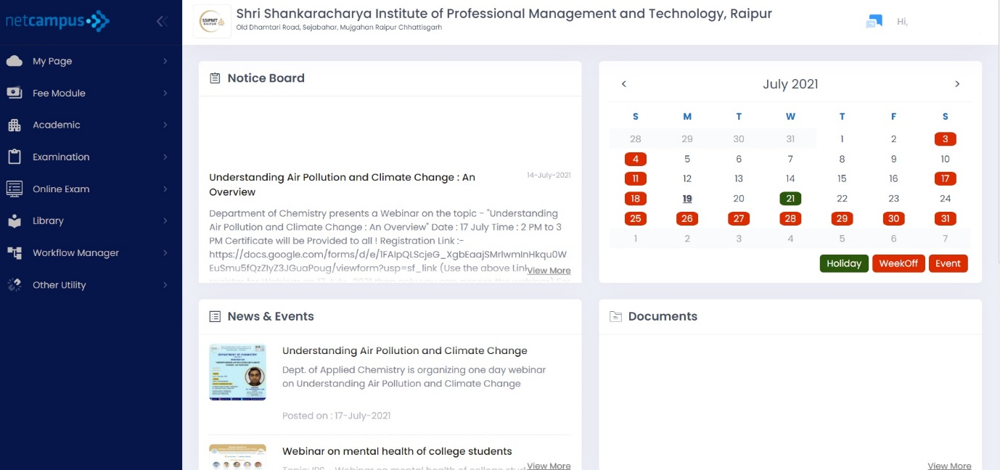 netcampus
My Page
Fee Module
Academic
Examination
Online Exam
Library
Workflow Manager
Other Utility
SSIPMT
RAIPUR
Shri Shankaracharya Institute of Professional Management and Technology, Raipur
Old Dhamtari Road, Sejabahar, Mujgahan Raipur Chhattisgarh
Hi,
Notice Board
Understanding Air Pollution and Climate Change : An
Overview
14-July-2021
Department of Chemistry presents a Webinar on the topic - "Understanding
Air Pollution and Climate Change : An Overview" Date : 17 July Time : 2 PM to 3
PM Certificate will be Provided to all ! Registration Link :-
https://docs.google.com/forms/d/e/1FAIpQLScjeG_XgbEaajSMrlwmInHkqu0W
EuSmu5fQzZIyZ3JGuaPoug/viewform?usp=sf_link (Use the above Link
View More
July 2021
S M T W T F S
28 29 30 31 1 2 3
4 5 6 7 8 9 10
11 12 13 14 15 16 17
18 19 20 21 22 23 24
25 26 27 28 29 30 31
1 2 3 4 5 6 7
Holiday WeekOff Event
News & Events
Understanding Air Pollution and Climate Change
Dept. of Applied Chemistry is organizing one day webinar
on Understanding Air Pollution and Climate Change
Posted on : 17-July-2021
Webinar on mental health of college students
View More
Documents
View More